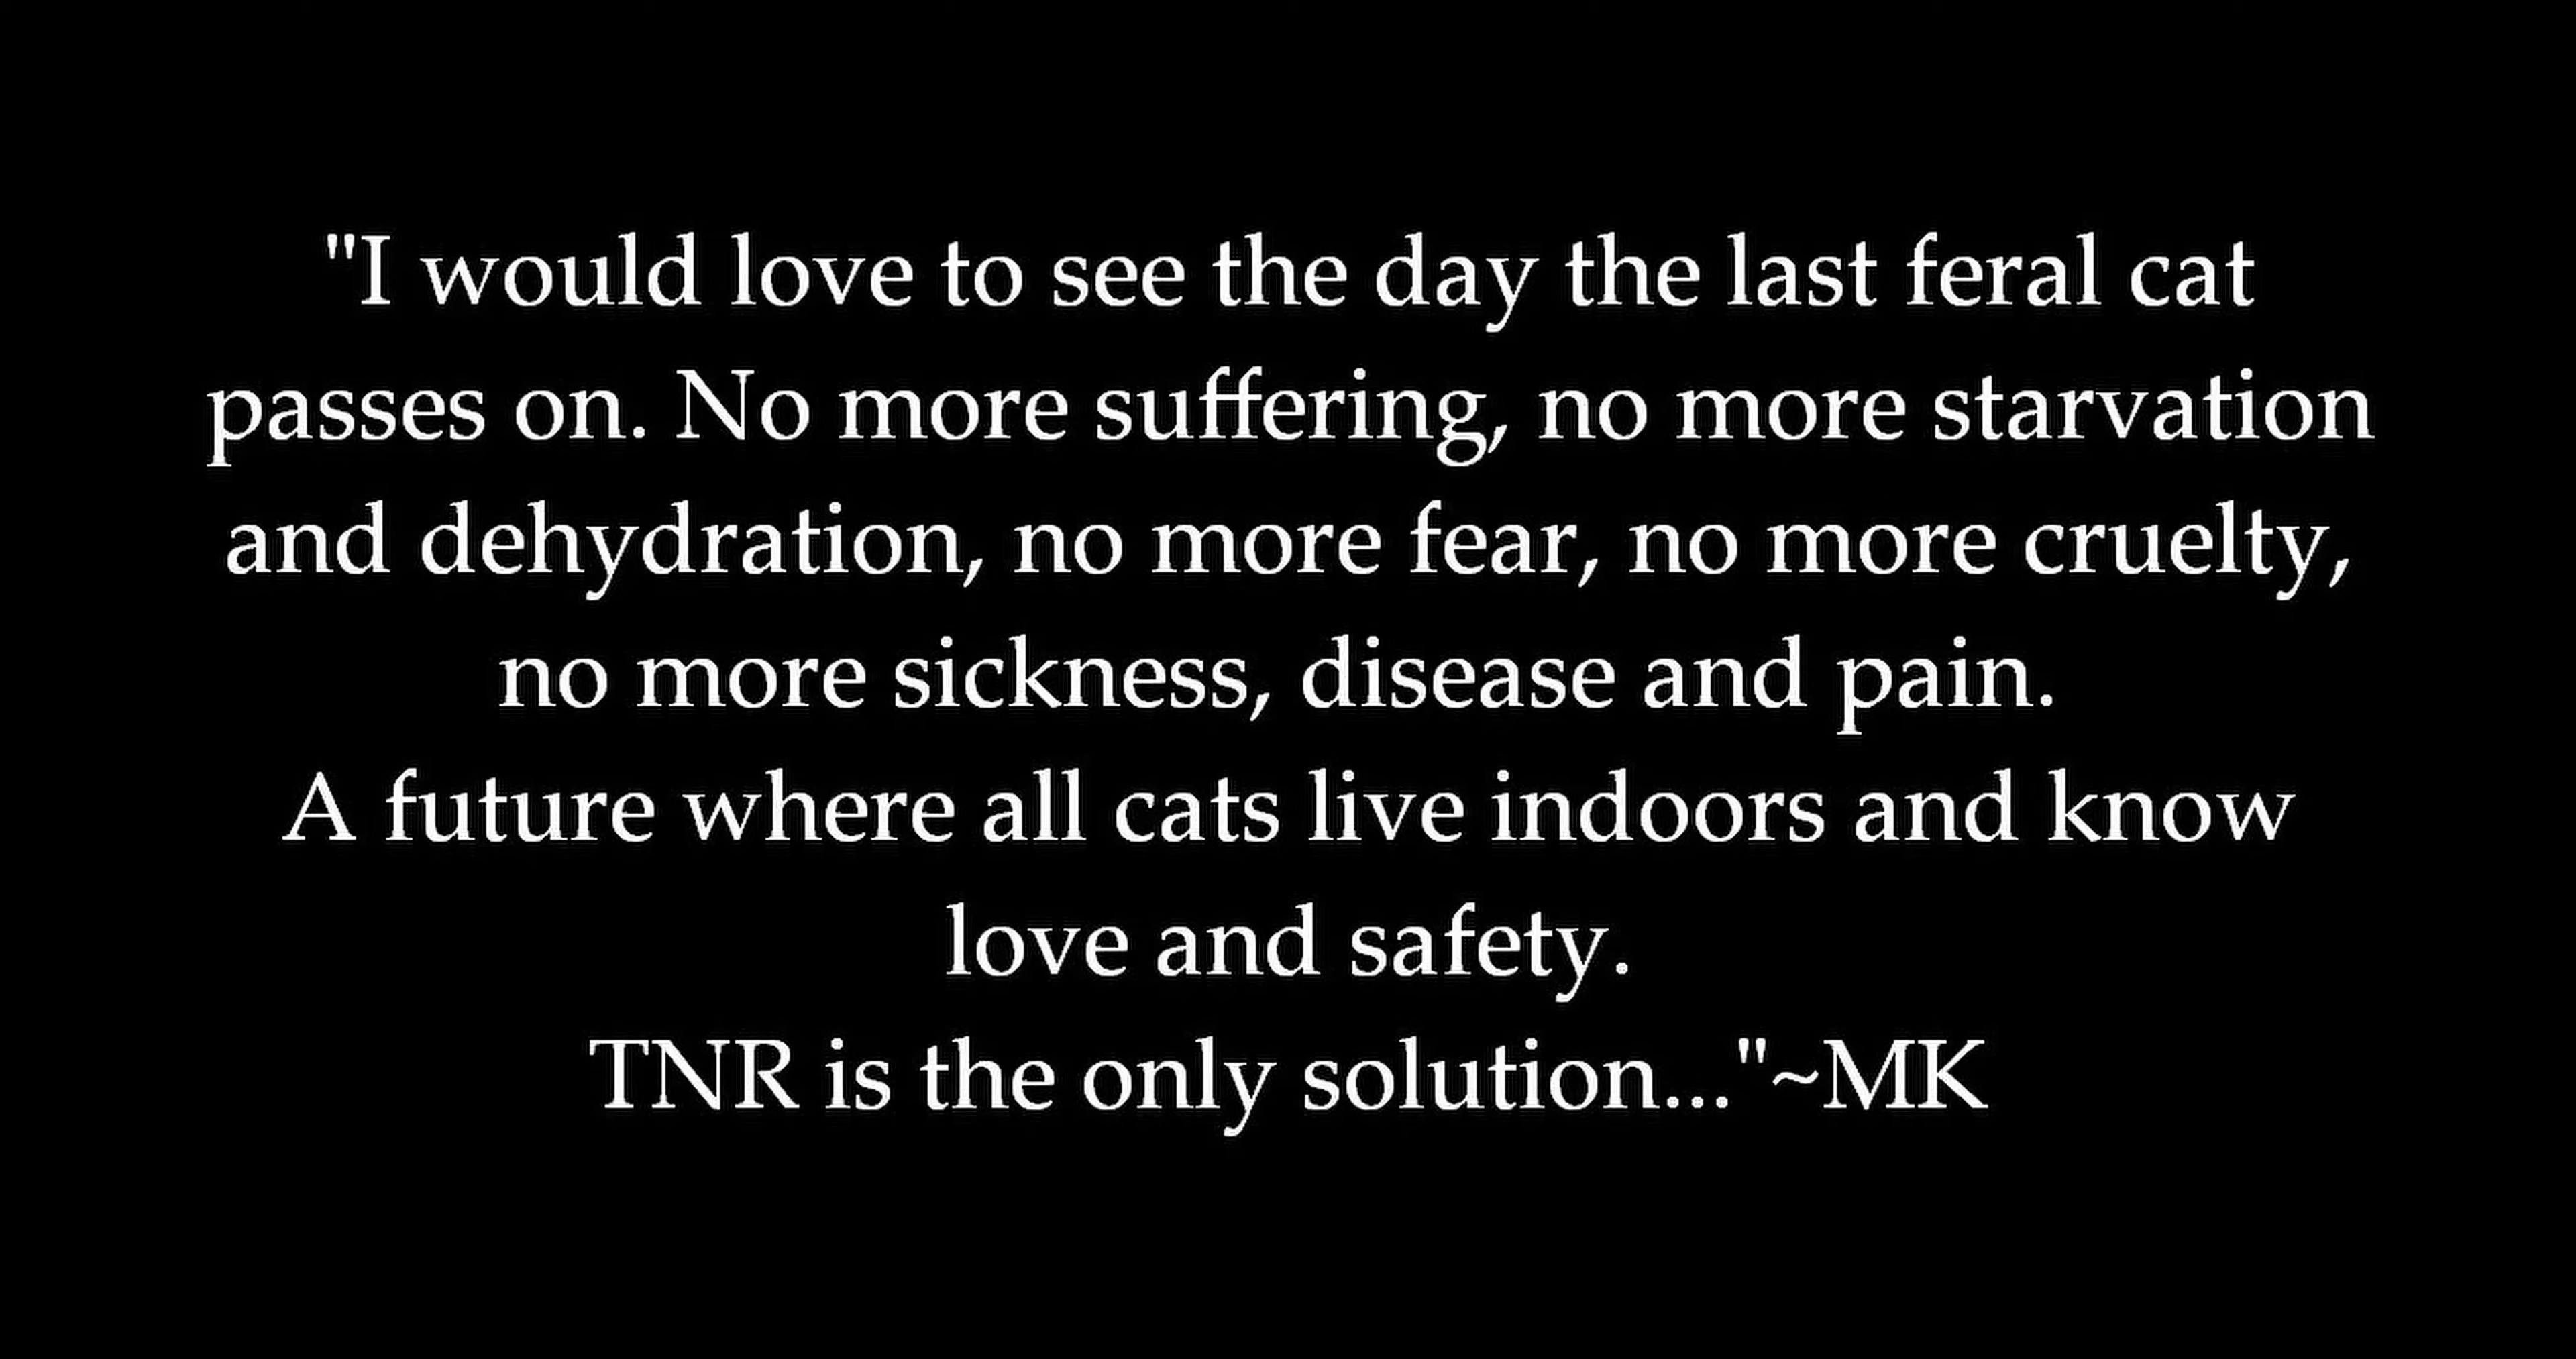 "I would love to see the day the last feral cat
passes on. No more suffering, no more starvation
and dehydration, no more fear, no more cruelty,
no more sickness, disease and pain.
A future where all cats live indoors and know
love and safety.
TNR is the only solution..."~MK